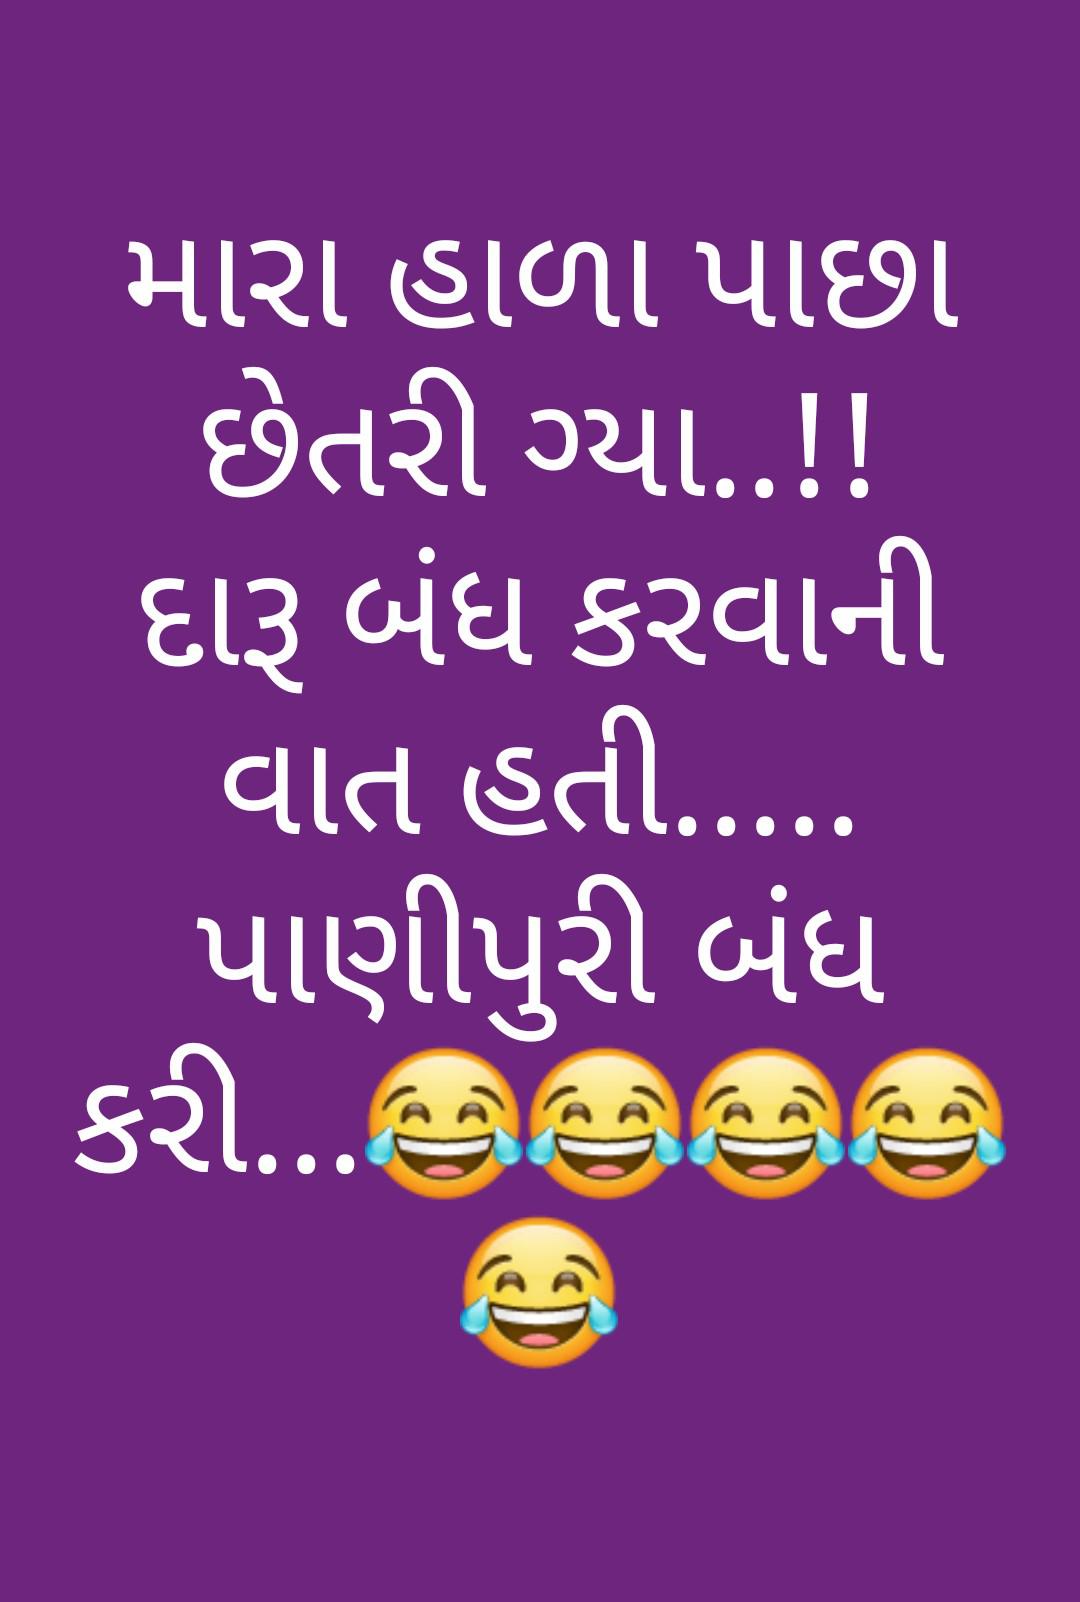 મારા હાળા પાછા
છેતરી ગ્યા..!!
દારૂ બંધ કરવાની
વાત હતી.....
પાણીપુરી બંધ
કરી...😂😂😂😂
😂